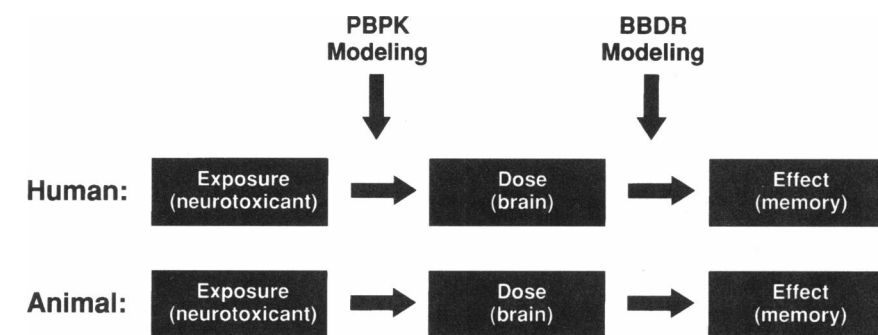 PBPK
Modeling
BBDR
Modeling
Human:
Exposure
(neurotoxicant)
Dose
(brain)
Effect
(memory)
Animal:
Exposure
(neurotoxicant)
Dose
(brain)
Effect
(memory)